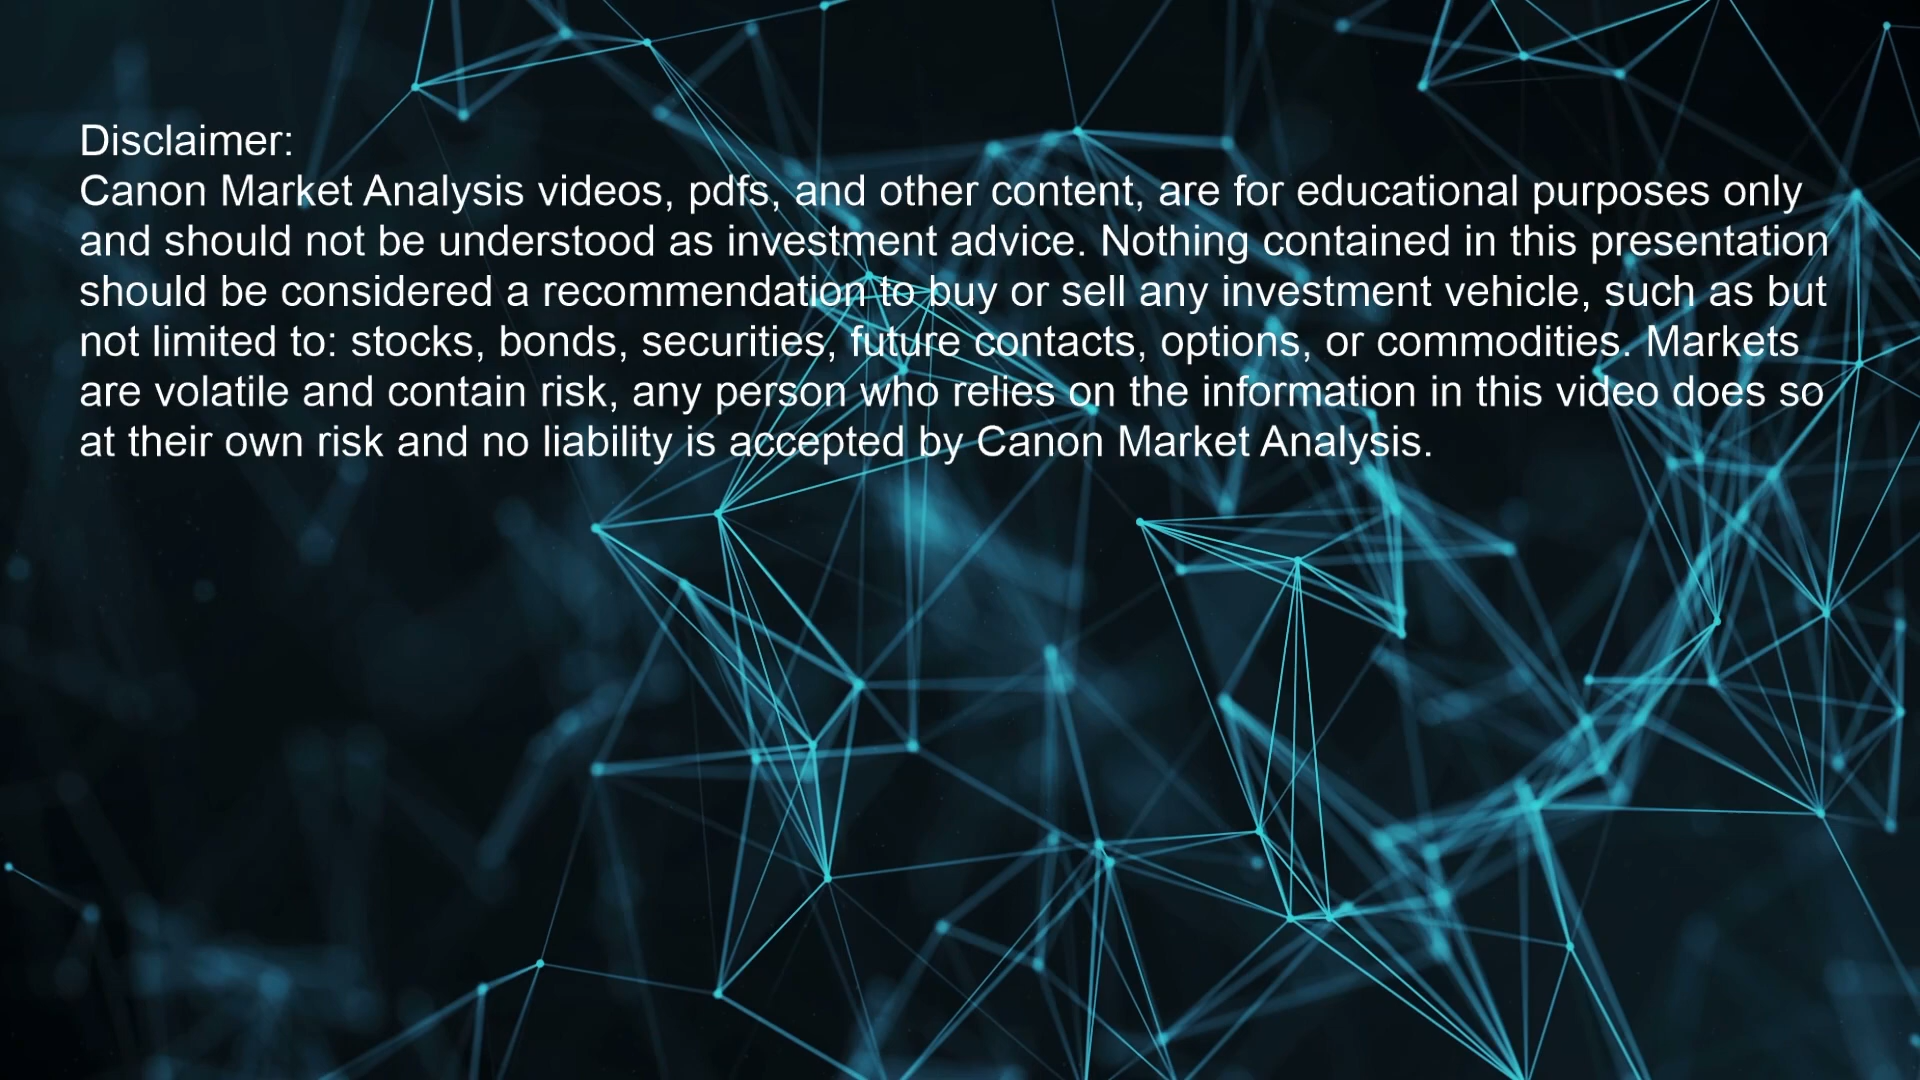 Disclaimer:
Canon Market Analysis videos, pdfs, and other content, are for educational purposes only
and should not be understood as investment advice. Nothing contained in this presentation
should be considered a recommendation to buy or sell any investment vehicle, such as but
not limited to: stocks, bonds, securities, future contacts, options, or commodities. Markets
are volatile and contain risk, any person who relies on the information in this video does so
at their own risk and no liability is accepted by Canon Market Analysis.